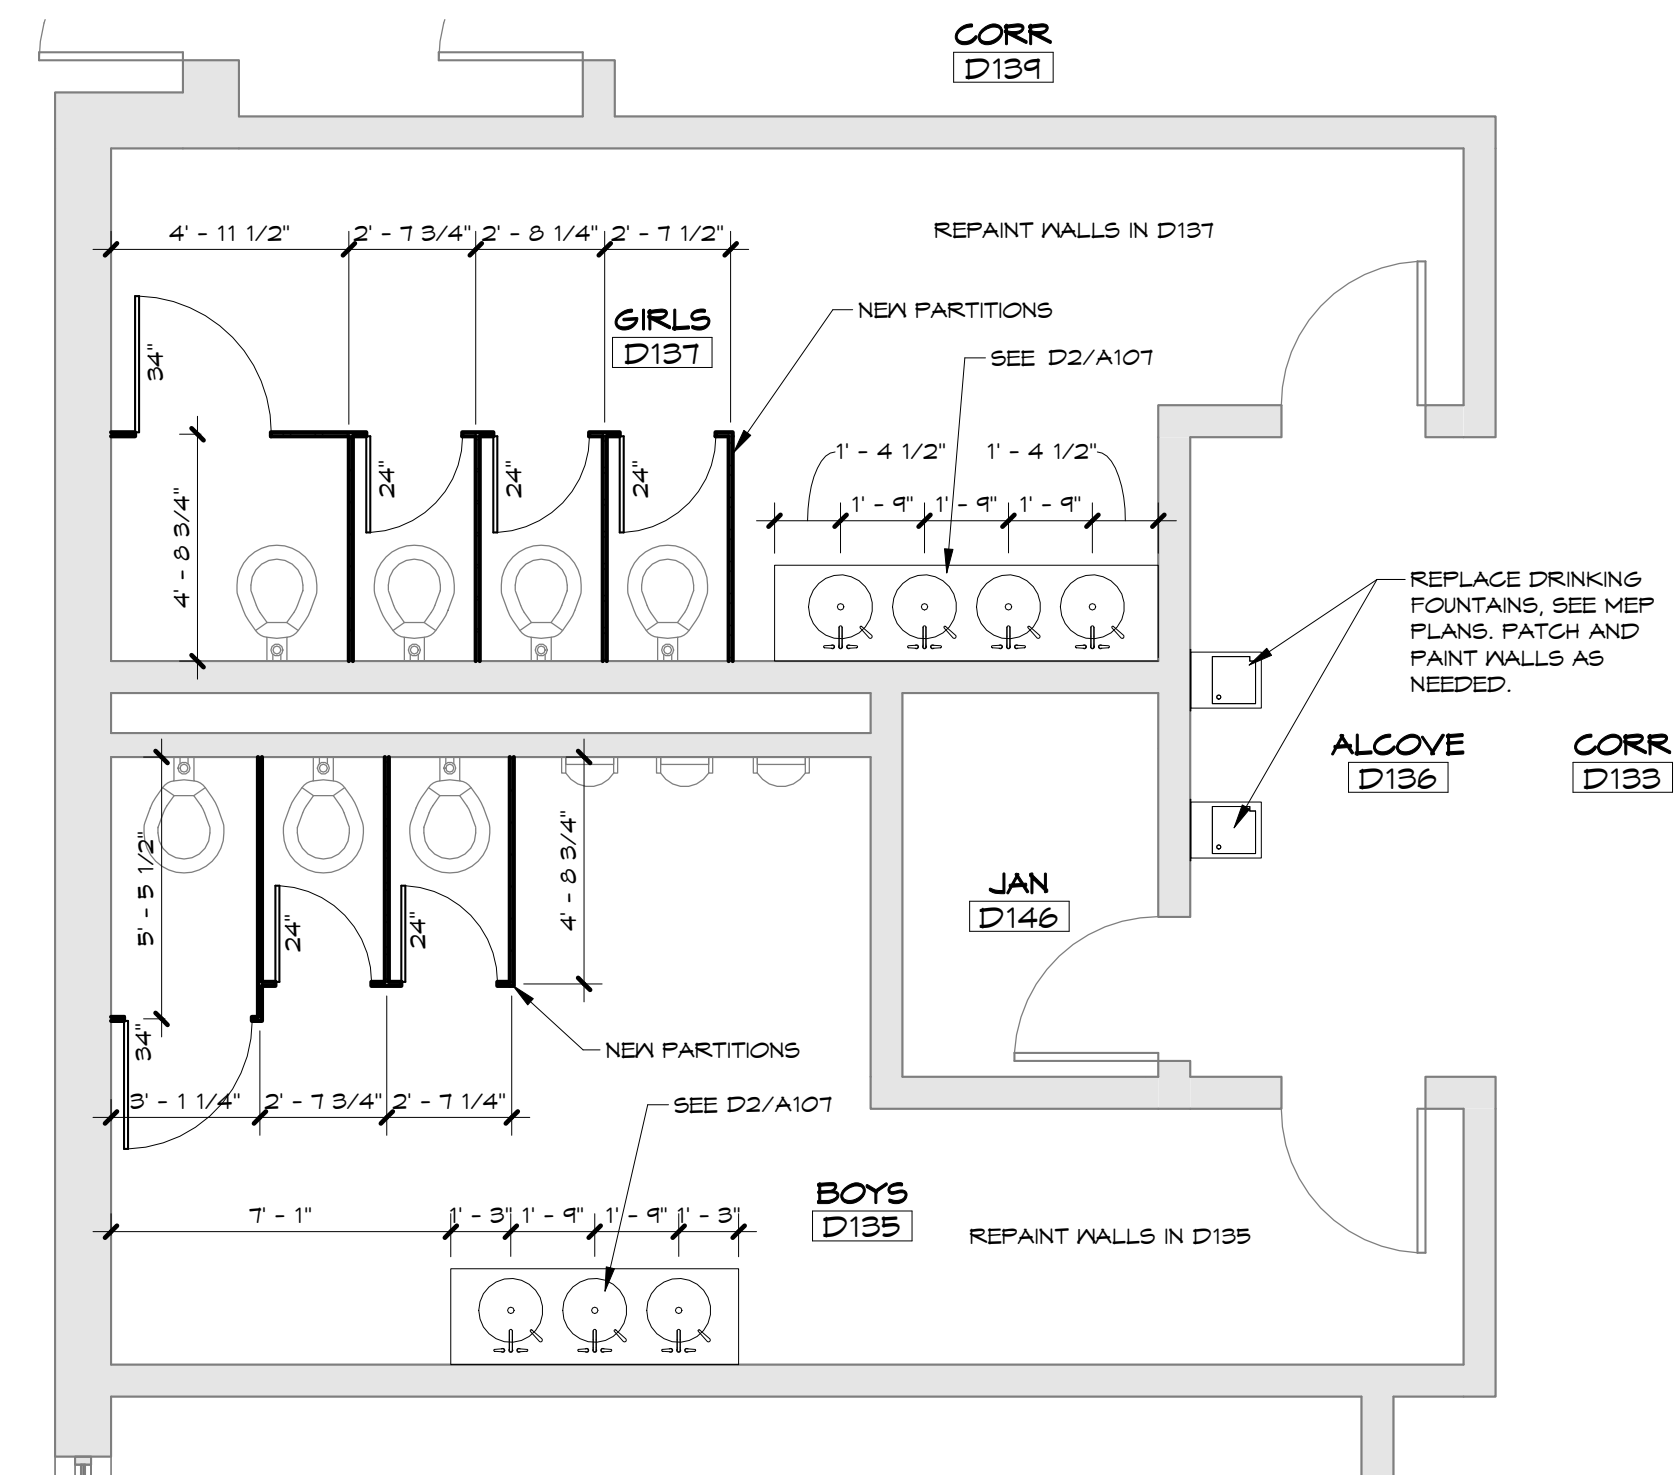 CORR
D139
4' - 11 1/2" 2' - 7 3/4" 2' - 8 1/4" 2' - 7 1/2"
REPAINT WALLS IN D137
NEW PARTITIONS
GIRLS
D137
34"
SEE D2/A107
24" 24" 24"
1' - 4 1/2" 1' - 4 1/2"
1' - 9" 1' - 9" 1' - 9"
4' - 8 3/4"
REPLACE DRINKING
FOUNTAINS, SEE MEP
PLANS. PATCH AND
PAINT WALLS AS
NEEDED.
ALCOVE
D136
CORR
D133
5' - 5 1/2"
4' - 8 3/4"
JAN
D146
24" 24"
34"
NEW PARTITIONS
3' - 1 1/4" 2' - 7 3/4" 2' - 7 1/4"
SEE D2/A107
BOYS
D135
7' - 1" 1' - 3" 1' - 9" 1' - 9" 1' - 3"
REPAINT WALLS IN D135